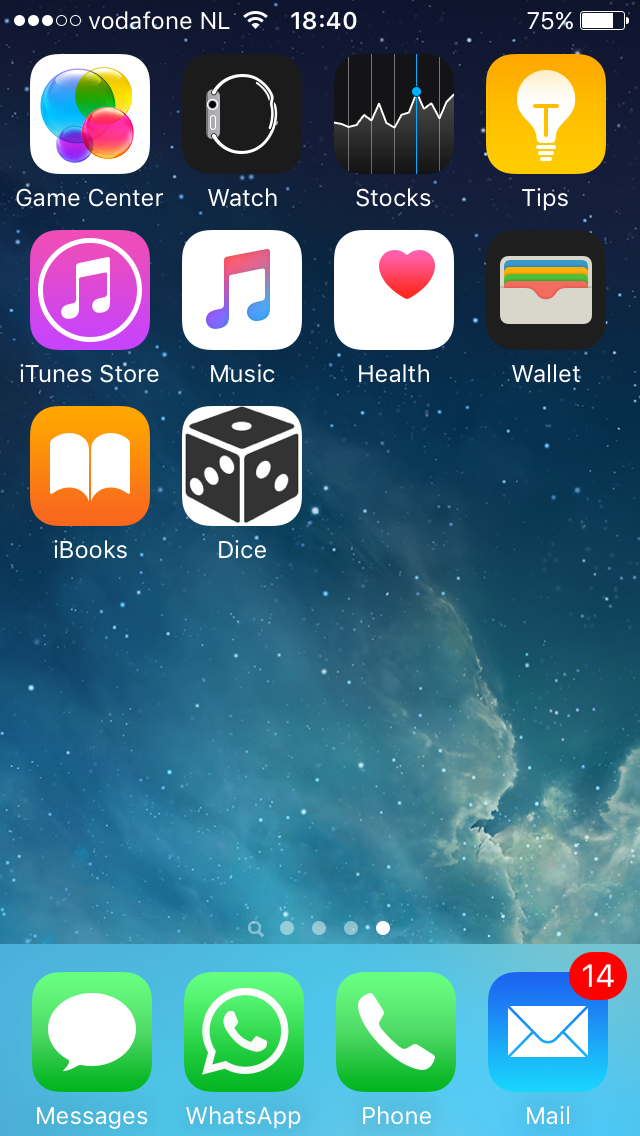 vodafone NL 18:40 75%
Game Center Watch Stocks Tips
iTunes Store Music Health Wallet
iBooks Dice
14
Messages WhatsApp Phone Mail